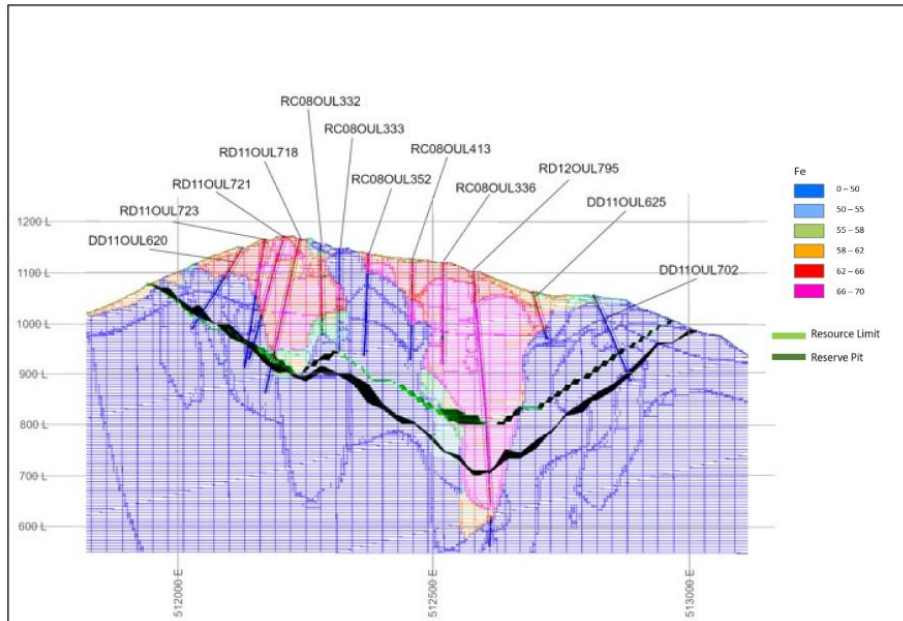 RC08OUL332
RC08OUL333
RD11OUL718
RC08OUL413
RD11OUL721
RC08OUL352
RC08OUL336
RD12OUL795
RD11OUL723
DD11OUL625
DD11OUL620
DD11OUL702
1200 L
1100 L
1000 L
900 L
800 L
700 L
600 L
512000 E
512500 E
513000 E
Fe
0–50
50–55
55–58
58–62
62–66
66–70
Resource Limit
Reserve Pit